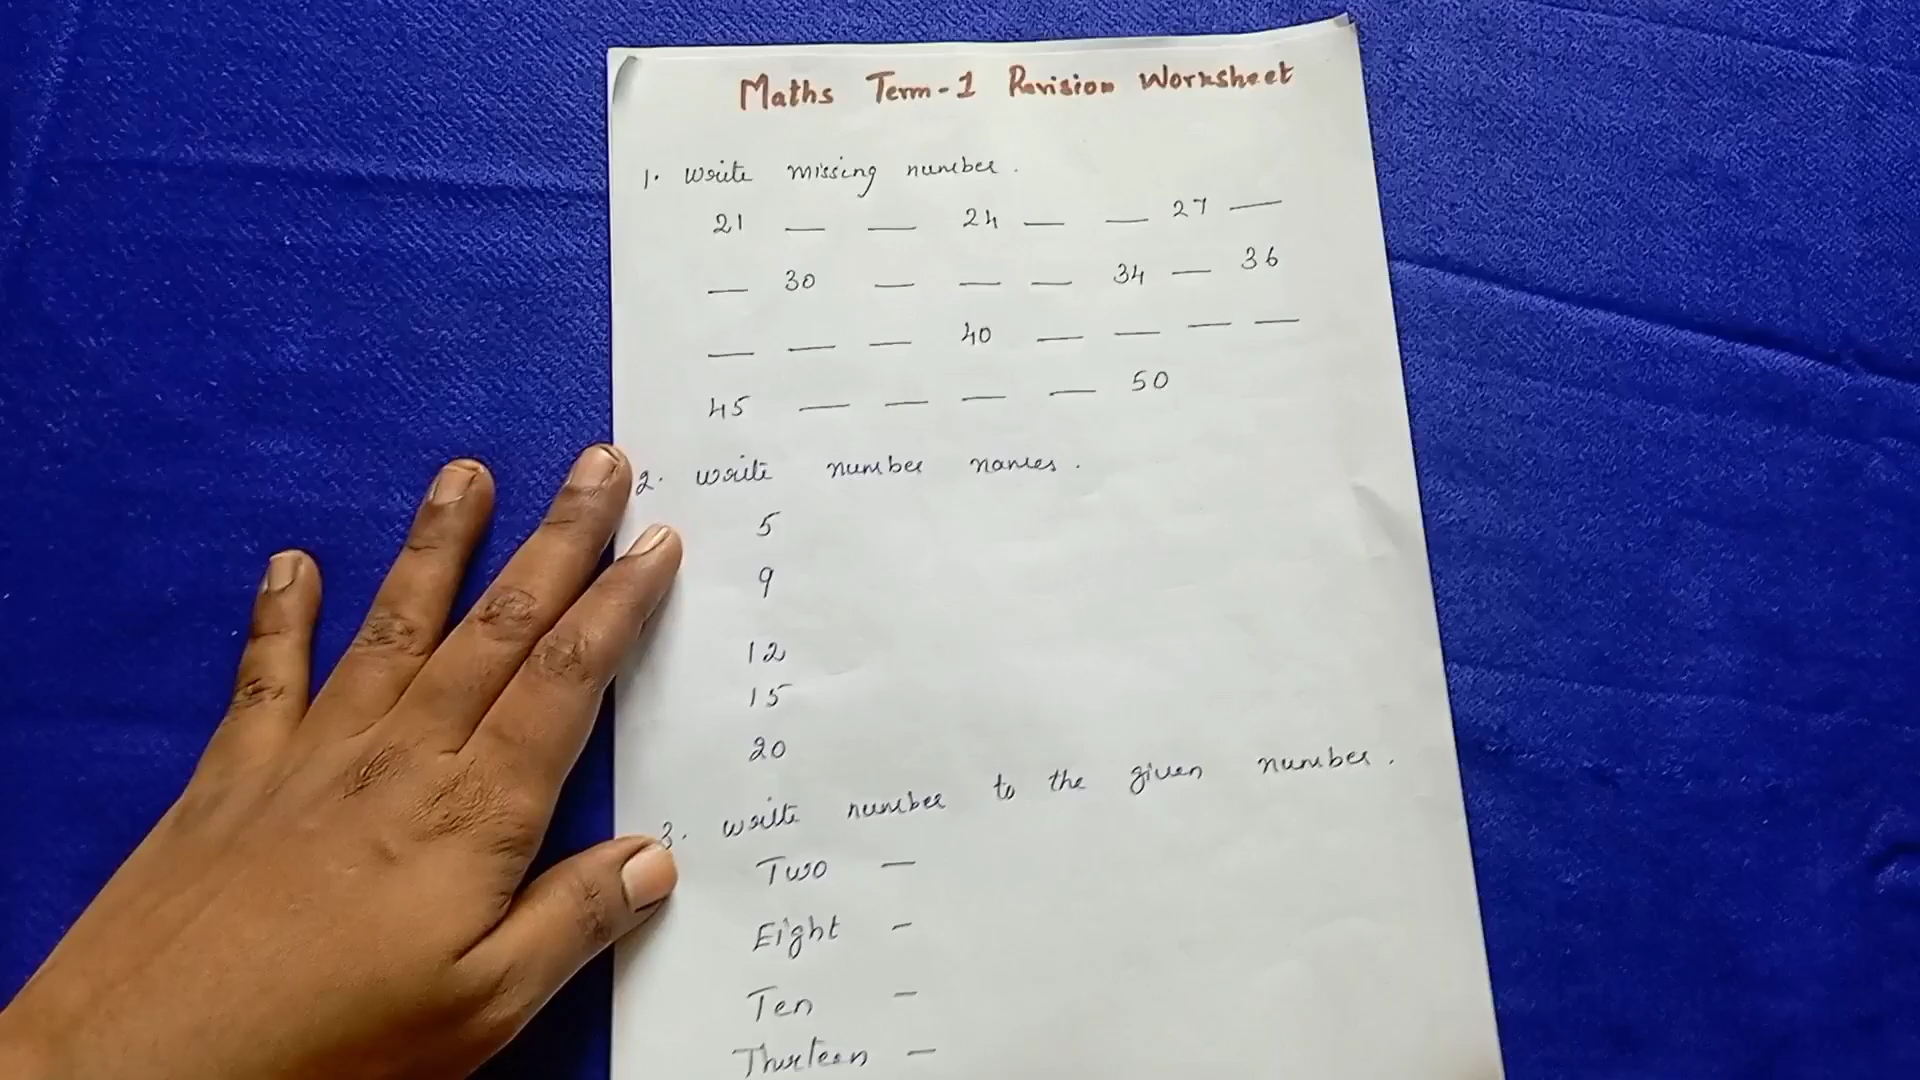 Maths Term-1 Revision Worksheet
1. Write missing number.
21 __ __ 24 __ __ 27 __
__ 30 __ __ __ 34 __ 36
__ __ __ 40 __ __ __ __
45 __ __ __ __ 50
2. Write number names.
5
9
12
15
20
3. Write number to the given number.
Two —
Eight —
Ten —
Thirteen —